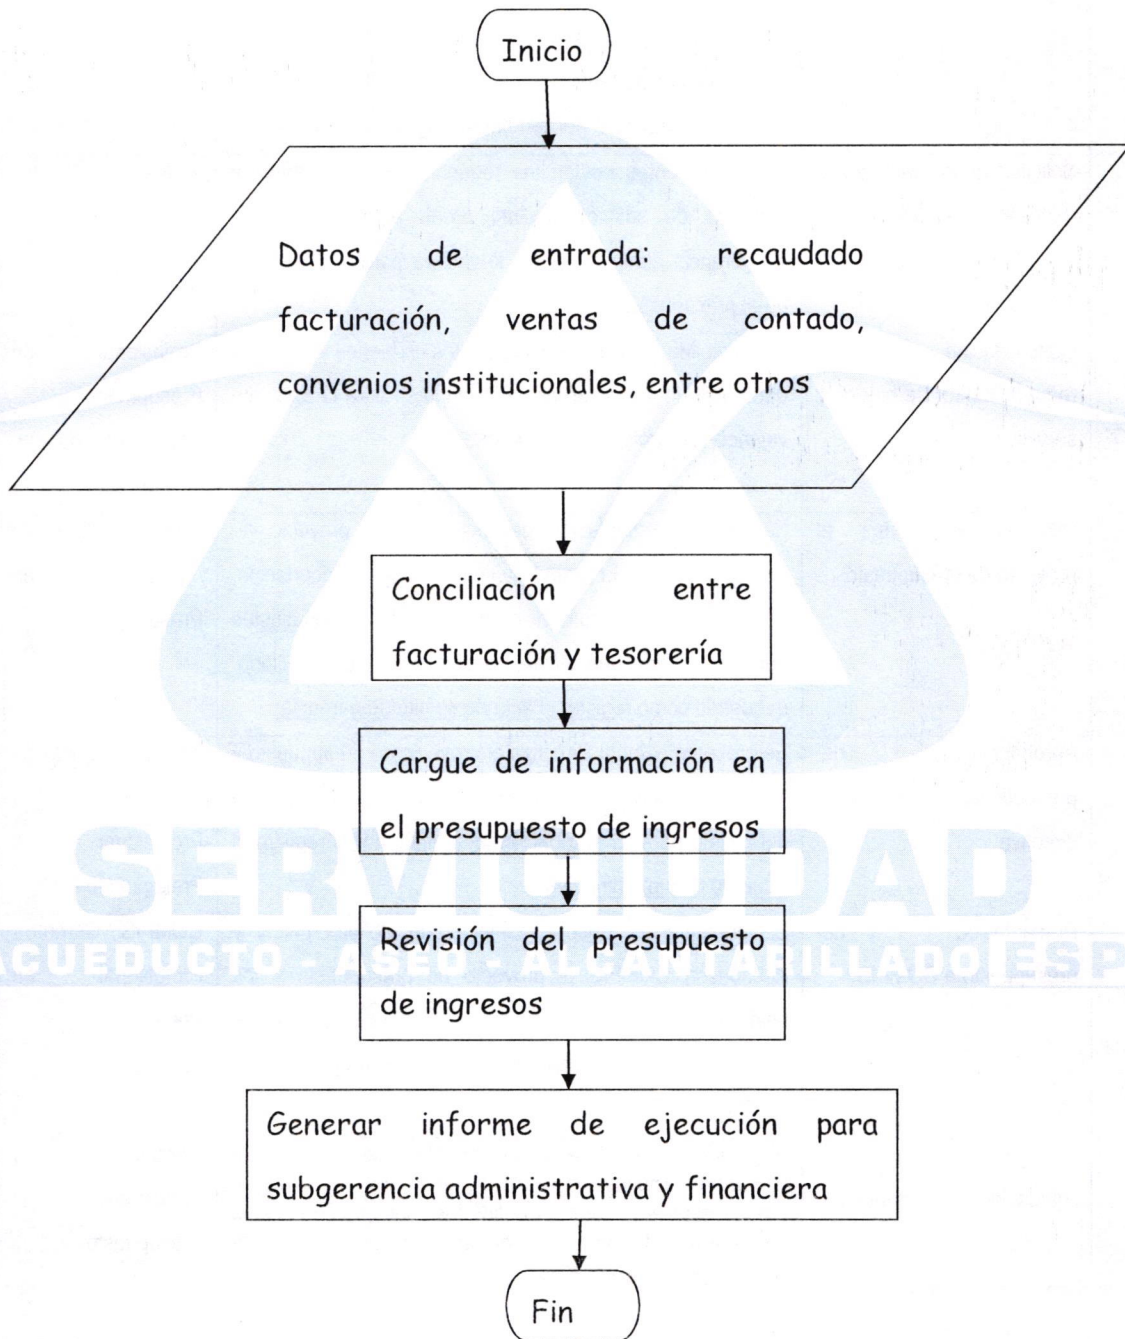 Inicio
Datos de entrada: recaudado
facturación, ventas de contado,
convenios institucionales, entre otros
Conciliación entre
facturación y tesorería
Cargue de información en
el presupuesto de ingresos
Revisión del presupuesto
de ingresos
SERVICIUDAD
ACUEDUCTO - ASEO - ALCANTARILLADO ESP
Generar informe de ejecución para
subgerencia administrativa y financiera
Fin